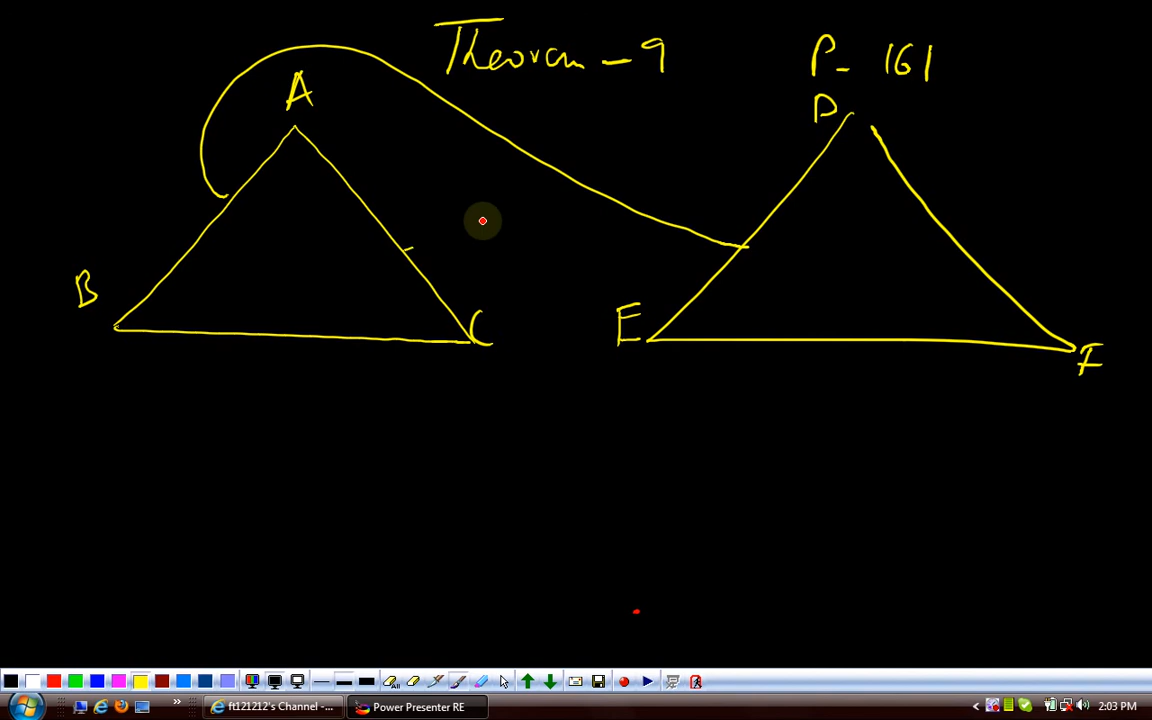 Theorem - 9
P- 161
A
D
B
C
E
F
ft121212's Channel -...
Power Presenter RE
2:03 PM